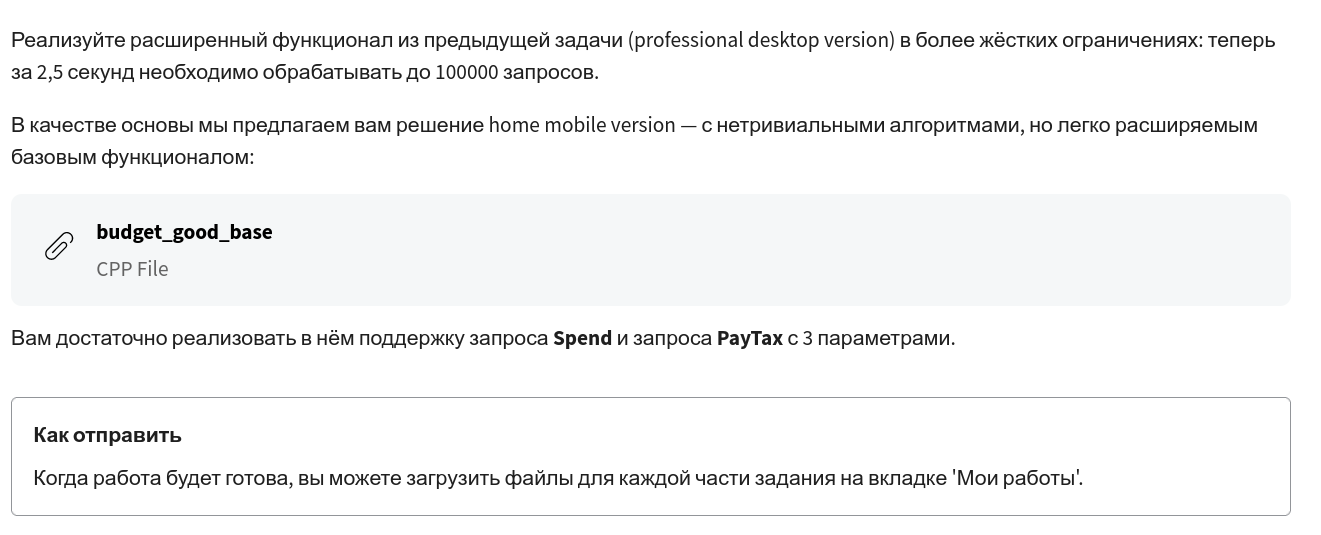 Реализуйте расширенный функционал из предыдущей задачи (professional desktop version) в более жёстких ограничениях: теперь
за 2,5 секунд необходимо обрабатывать до 100000 запросов.
В качестве основы мы предлагаем вам решение home mobile version — с нетривиальными алгоритмами, но легко расширяемым
базовым функционалом:
budget_good_base
CPP File
Вам достаточно реализовать в нём поддержку запроса Spend и запроса PayTax с 3 параметрами.
Как отправить
Когда работа будет готова, вы можете загрузить файлы для каждой части задания на вкладке 'Мои работы'.